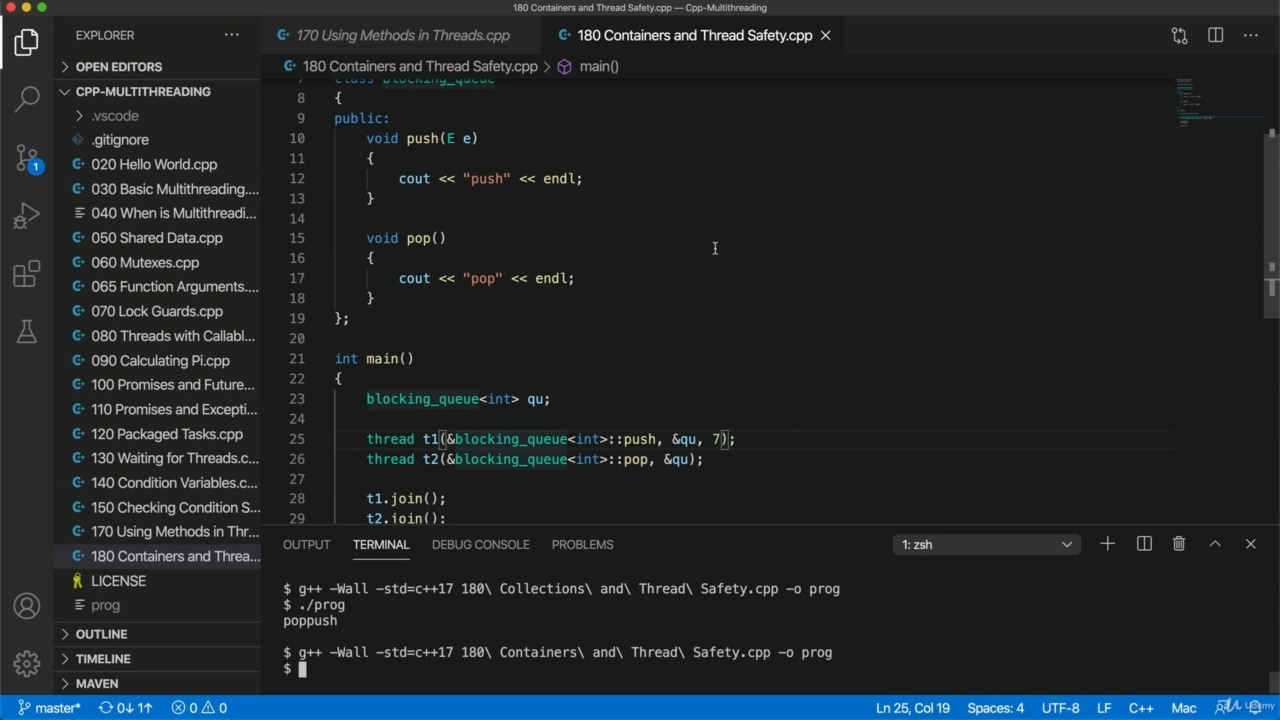 180 Containers and Thread Safety.cpp — Cpp-Multithreading
EXPLORER
170 Using Methods in Threads.cpp
180 Containers and Thread Safety.cpp
OPEN EDITORS
180 Containers and Thread Safety.cpp > main()
CPP-MULTITHREADING
.vscode
.gitignore
020 Hello World.cpp
030 Basic Multithreading....
040 When is Multithreadi...
050 Shared Data.cpp
060 Mutexes.cpp
065 Function Arguments....
070 Lock Guards.cpp
080 Threads with Callabl...
090 Calculating Pi.cpp
100 Promises and Future...
110 Promises and Excepti...
120 Packaged Tasks.cpp
130 Waiting for Threads.c...
140 Condition Variables.c...
150 Checking Condition S...
170 Using Methods in Thr...
180 Containers and Threa...
LICENSE
prog
OUTLINE
TIMELINE
MAVEN
7 class blocking_queue
8 {
9 public:
10 void push(E e)
11 {
12 cout << "push" << endl;
13 }
14
15 void pop()
16 {
17 cout << "pop" << endl;
18 }
19 };
20
21 int main()
22 {
23 blocking_queue<int> qu;
24
25 thread t1(&blocking_queue<int>::push, &qu, 7);
26 thread t2(&blocking_queue<int>::pop, &qu);
27
28 t1.join();
29 t2.join();
OUTPUT TERMINAL DEBUG CONSOLE PROBLEMS 1: zsh
$ g++ -Wall -std=c++17 180\ Collections\ and\ Thread\ Safety.cpp -o prog
$ ./prog
poppush
$ g++ -Wall -std=c++17 180\ Containers\ and\ Thread\ Safety.cpp -o prog
$
1
master* 0↓ 1↑ 0 0 Ln 25, Col 19 Spaces: 4 UTF-8 LF C++ Mac
Udemy